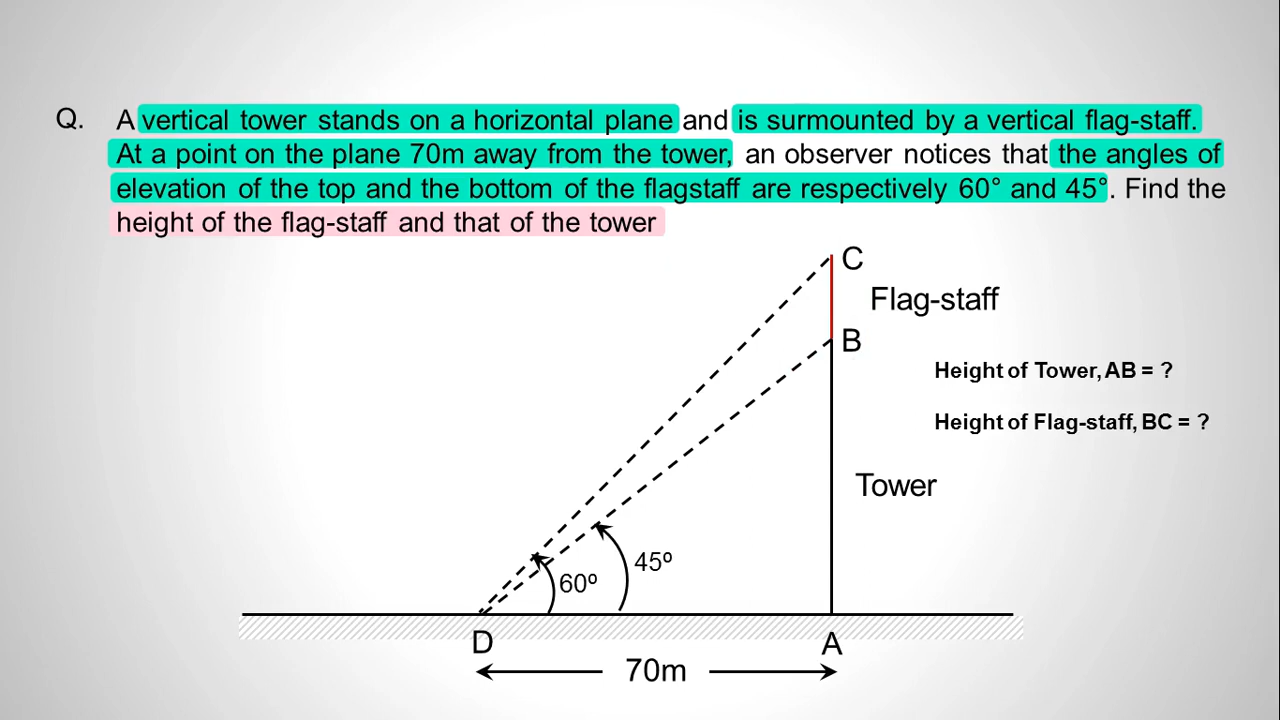 Q. A vertical tower stands on a horizontal plane and is surmounted by a vertical flag-staff.
At a point on the plane 70m away from the tower, an observer notices that the angles of
elevation of the top and the bottom of the flagstaff are respectively 60° and 45°. Find the
height of the flag-staff and that of the tower
C
Flag-staff
B
Height of Tower, AB = ?
Height of Flag-staff, BC = ?
Tower
45º
60º
D
A
70m